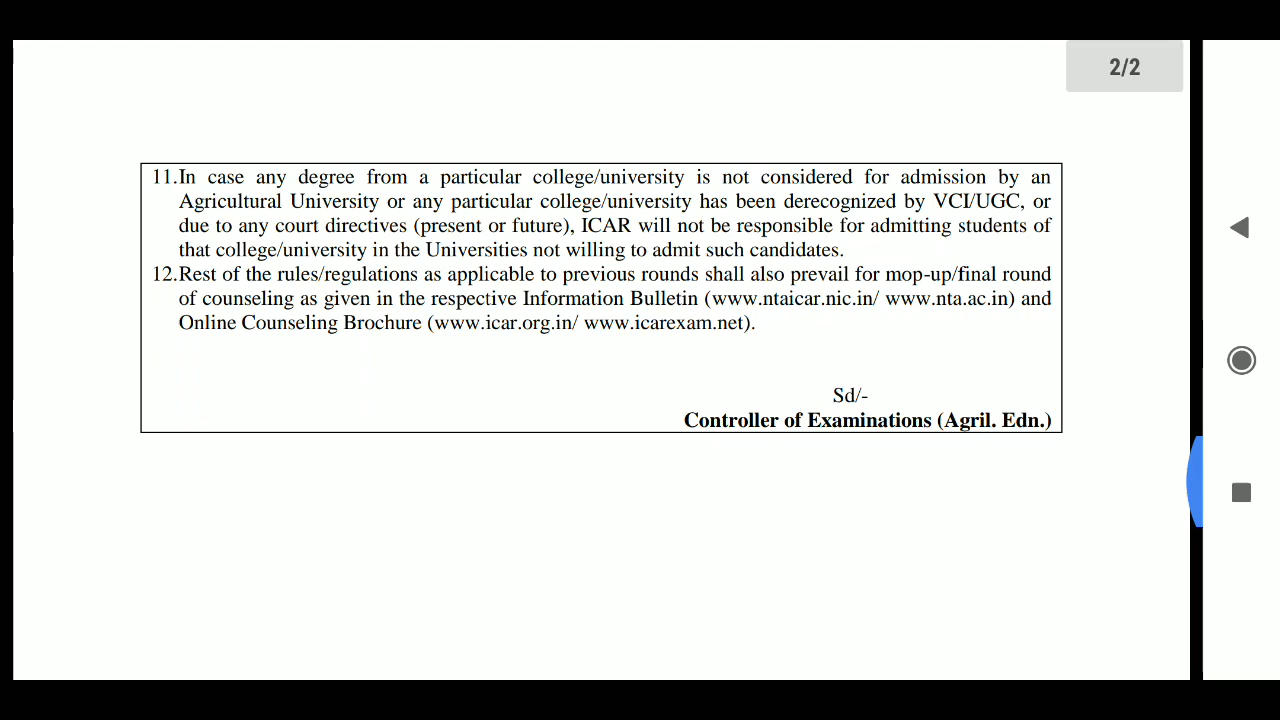 2/2
11.In case any degree from a particular college/university is not considered for admission by an
Agricultural University or any particular college/university has been derecognized by VCI/UGC, or
due to any court directives (present or future), ICAR will not be responsible for admitting students of
that college/university in the Universities not willing to admit such candidates.
12.Rest of the rules/regulations as applicable to previous rounds shall also prevail for mop-up/final round
of counseling as given in the respective Information Bulletin (www.ntaicar.nic.in/ www.nta.ac.in) and
Online Counseling Brochure (www.icar.org.in/ www.icarexam.net).
Sd/-
Controller of Examinations (Agril. Edn.)